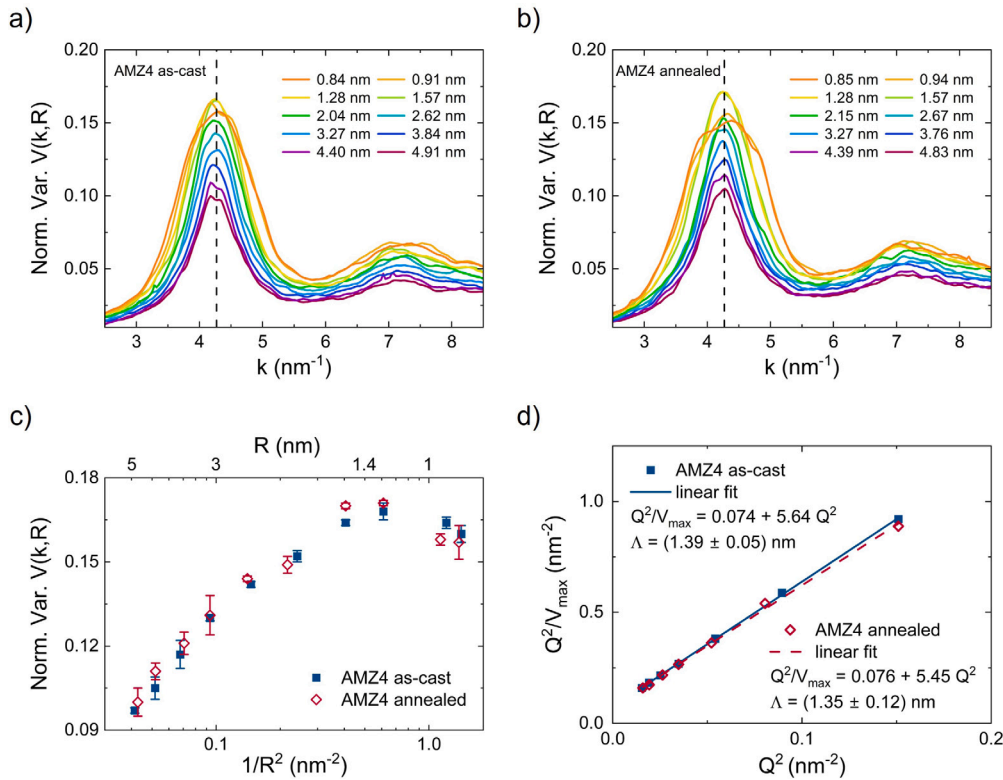 a)
AMZ4 as-cast
0.84 nm 0.91 nm
1.28 nm 1.57 nm
2.04 nm 2.62 nm
3.27 nm 3.84 nm
4.40 nm 4.91 nm
Norm. Var. V(k,R)
0.20
0.15
0.10
0.05
3 4 5 6 7 8
k (nm⁻¹)
b)
AMZ4 annealed
0.85 nm 0.94 nm
1.28 nm 1.57 nm
2.15 nm 2.67 nm
3.27 nm 3.76 nm
4.39 nm 4.83 nm
Norm. Var. V(k,R)
0.20
0.15
0.10
0.05
3 4 5 6 7 8
k (nm⁻¹)
c)
R (nm)
5 3 1.4 1
Norm. Var. V(k,R)
0.18
0.15
0.12
0.09
AMZ4 as-cast
AMZ4 annealed
0.1 1.0
1/R² (nm⁻²)
d)
Q²/Vmax (nm⁻²)
1.0
0.5
0.0
AMZ4 as-cast
linear fit
Q²/Vmax = 0.074 + 5.64 Q²
Λ = (1.39 ± 0.05) nm
AMZ4 annealed
linear fit
Q²/Vmax = 0.076 + 5.45 Q²
Λ = (1.35 ± 0.12) nm
0.0 0.1 0.2
Q² (nm⁻²)